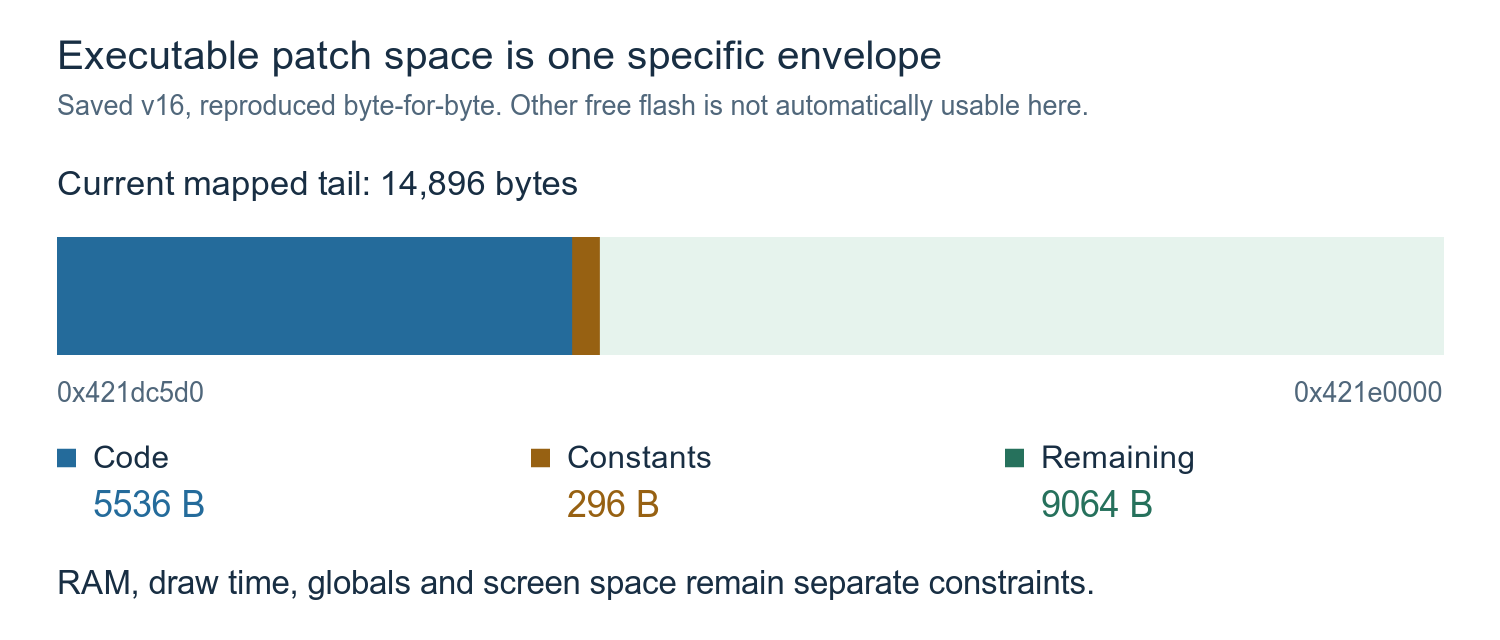 Executable patch space is one specific envelope
Saved v16, reproduced byte-for-byte. Other free flash is not automatically usable here.
Current mapped tail: 14,896 bytes
0x421dc5d0 0x421e0000
Code Constants Remaining
5536 B 296 B 9064 B
RAM, draw time, globals and screen space remain separate constraints.